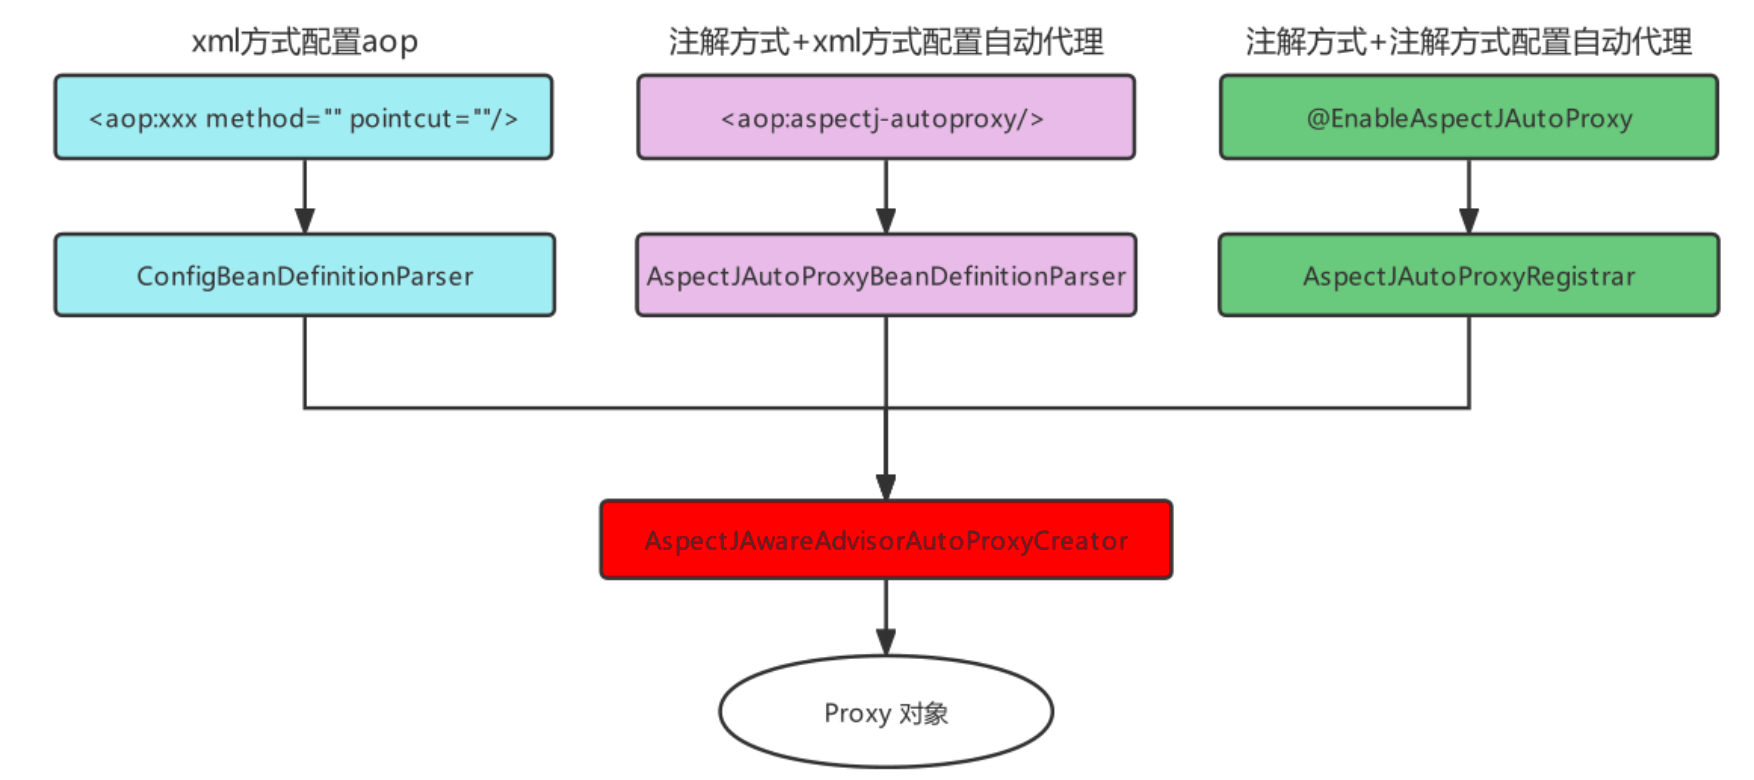 xml方式配置aop
注解方式+xml方式配置自动代理
注解方式+注解方式配置自动代理
<aop:xxx method="" pointcut=""/>
<aop:aspectj-autoproxy/>
@EnableAspectJAutoProxy
ConfigBeanDefinitionParser
AspectJAutoProxyBeanDefinitionParser
AspectJAutoProxyRegistrar
AspectJAwareAdvisorAutoProxyCreator
Proxy 对象